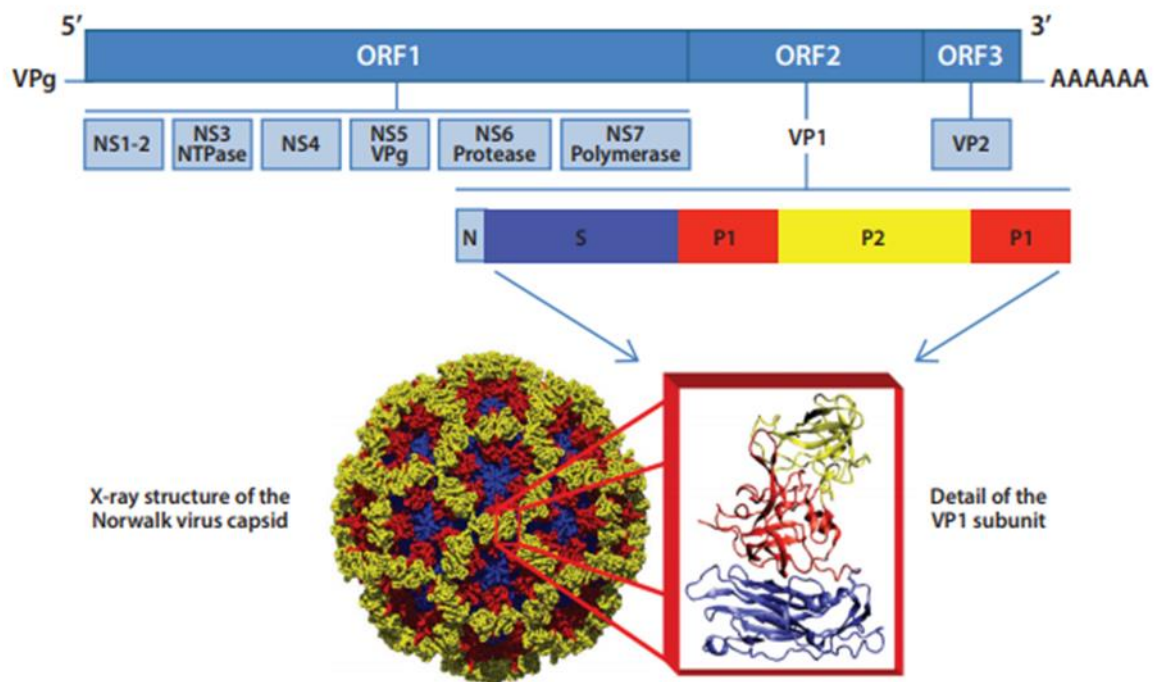 5′ 3′
ORF1 ORF2 ORF3
VPg AAAAAA
NS1-2 NS3 NTPase NS4 NS5 VPg NS6 Protease NS7 Polymerase VP1 VP2
N S P1 P2 P1
X-ray structure of the
Norwalk virus capsid
Detail of the
VP1 subunit